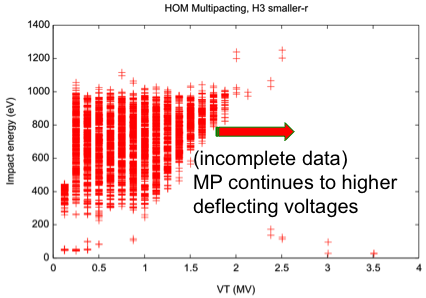 HOM Multipacting, H3 smaller-r
1400
1200
1000
800
600
400
200
0
Impact energy (eV)
(incomplete data)
MP continues to higher
deflecting voltages
0 0.5 1 1.5 2 2.5 3 3.5 4
VT (MV)